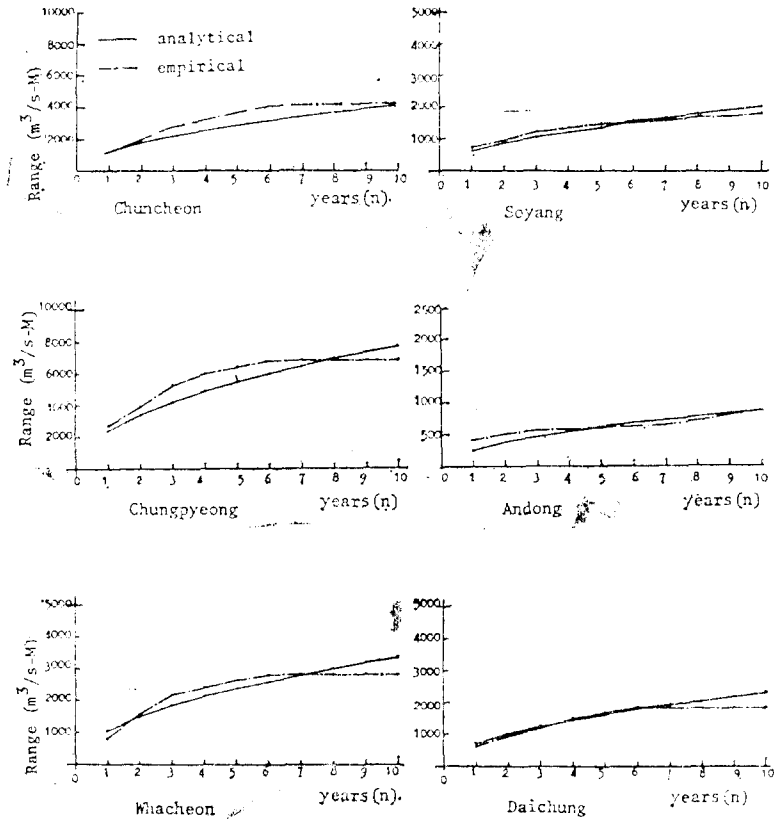 10000
8000
6000
4000
2000
0
Range (m³/s-M)
analytical
empirical
0 1 2 3 4 5 6 7 8 9 10
years(n).
Chuncheon
5000
4000
3000
2000
1000
0
0 1 2 3 4 5 6 7 8 9 10
years(n)
Soyang
10000
8000
6000
4000
2000
Range (m³/s-M)
1 2 3 4 5 6 7 8 9 10
years(n)
Chungpyeong
2500
2000
1500
1000
500
0 1 2 3 4 5 6 7 8 9 10
years(n)
Andong
5000
4000
3000
2000
1000
Range (m³/s-M)
0 1 2 3 4 5 6 7 8 9 10
years(n).
Whacheon
5000
4000
3000
2000
1000
0 1 2 3 4 5 6 7 8 9 10
years(n)
Daichung